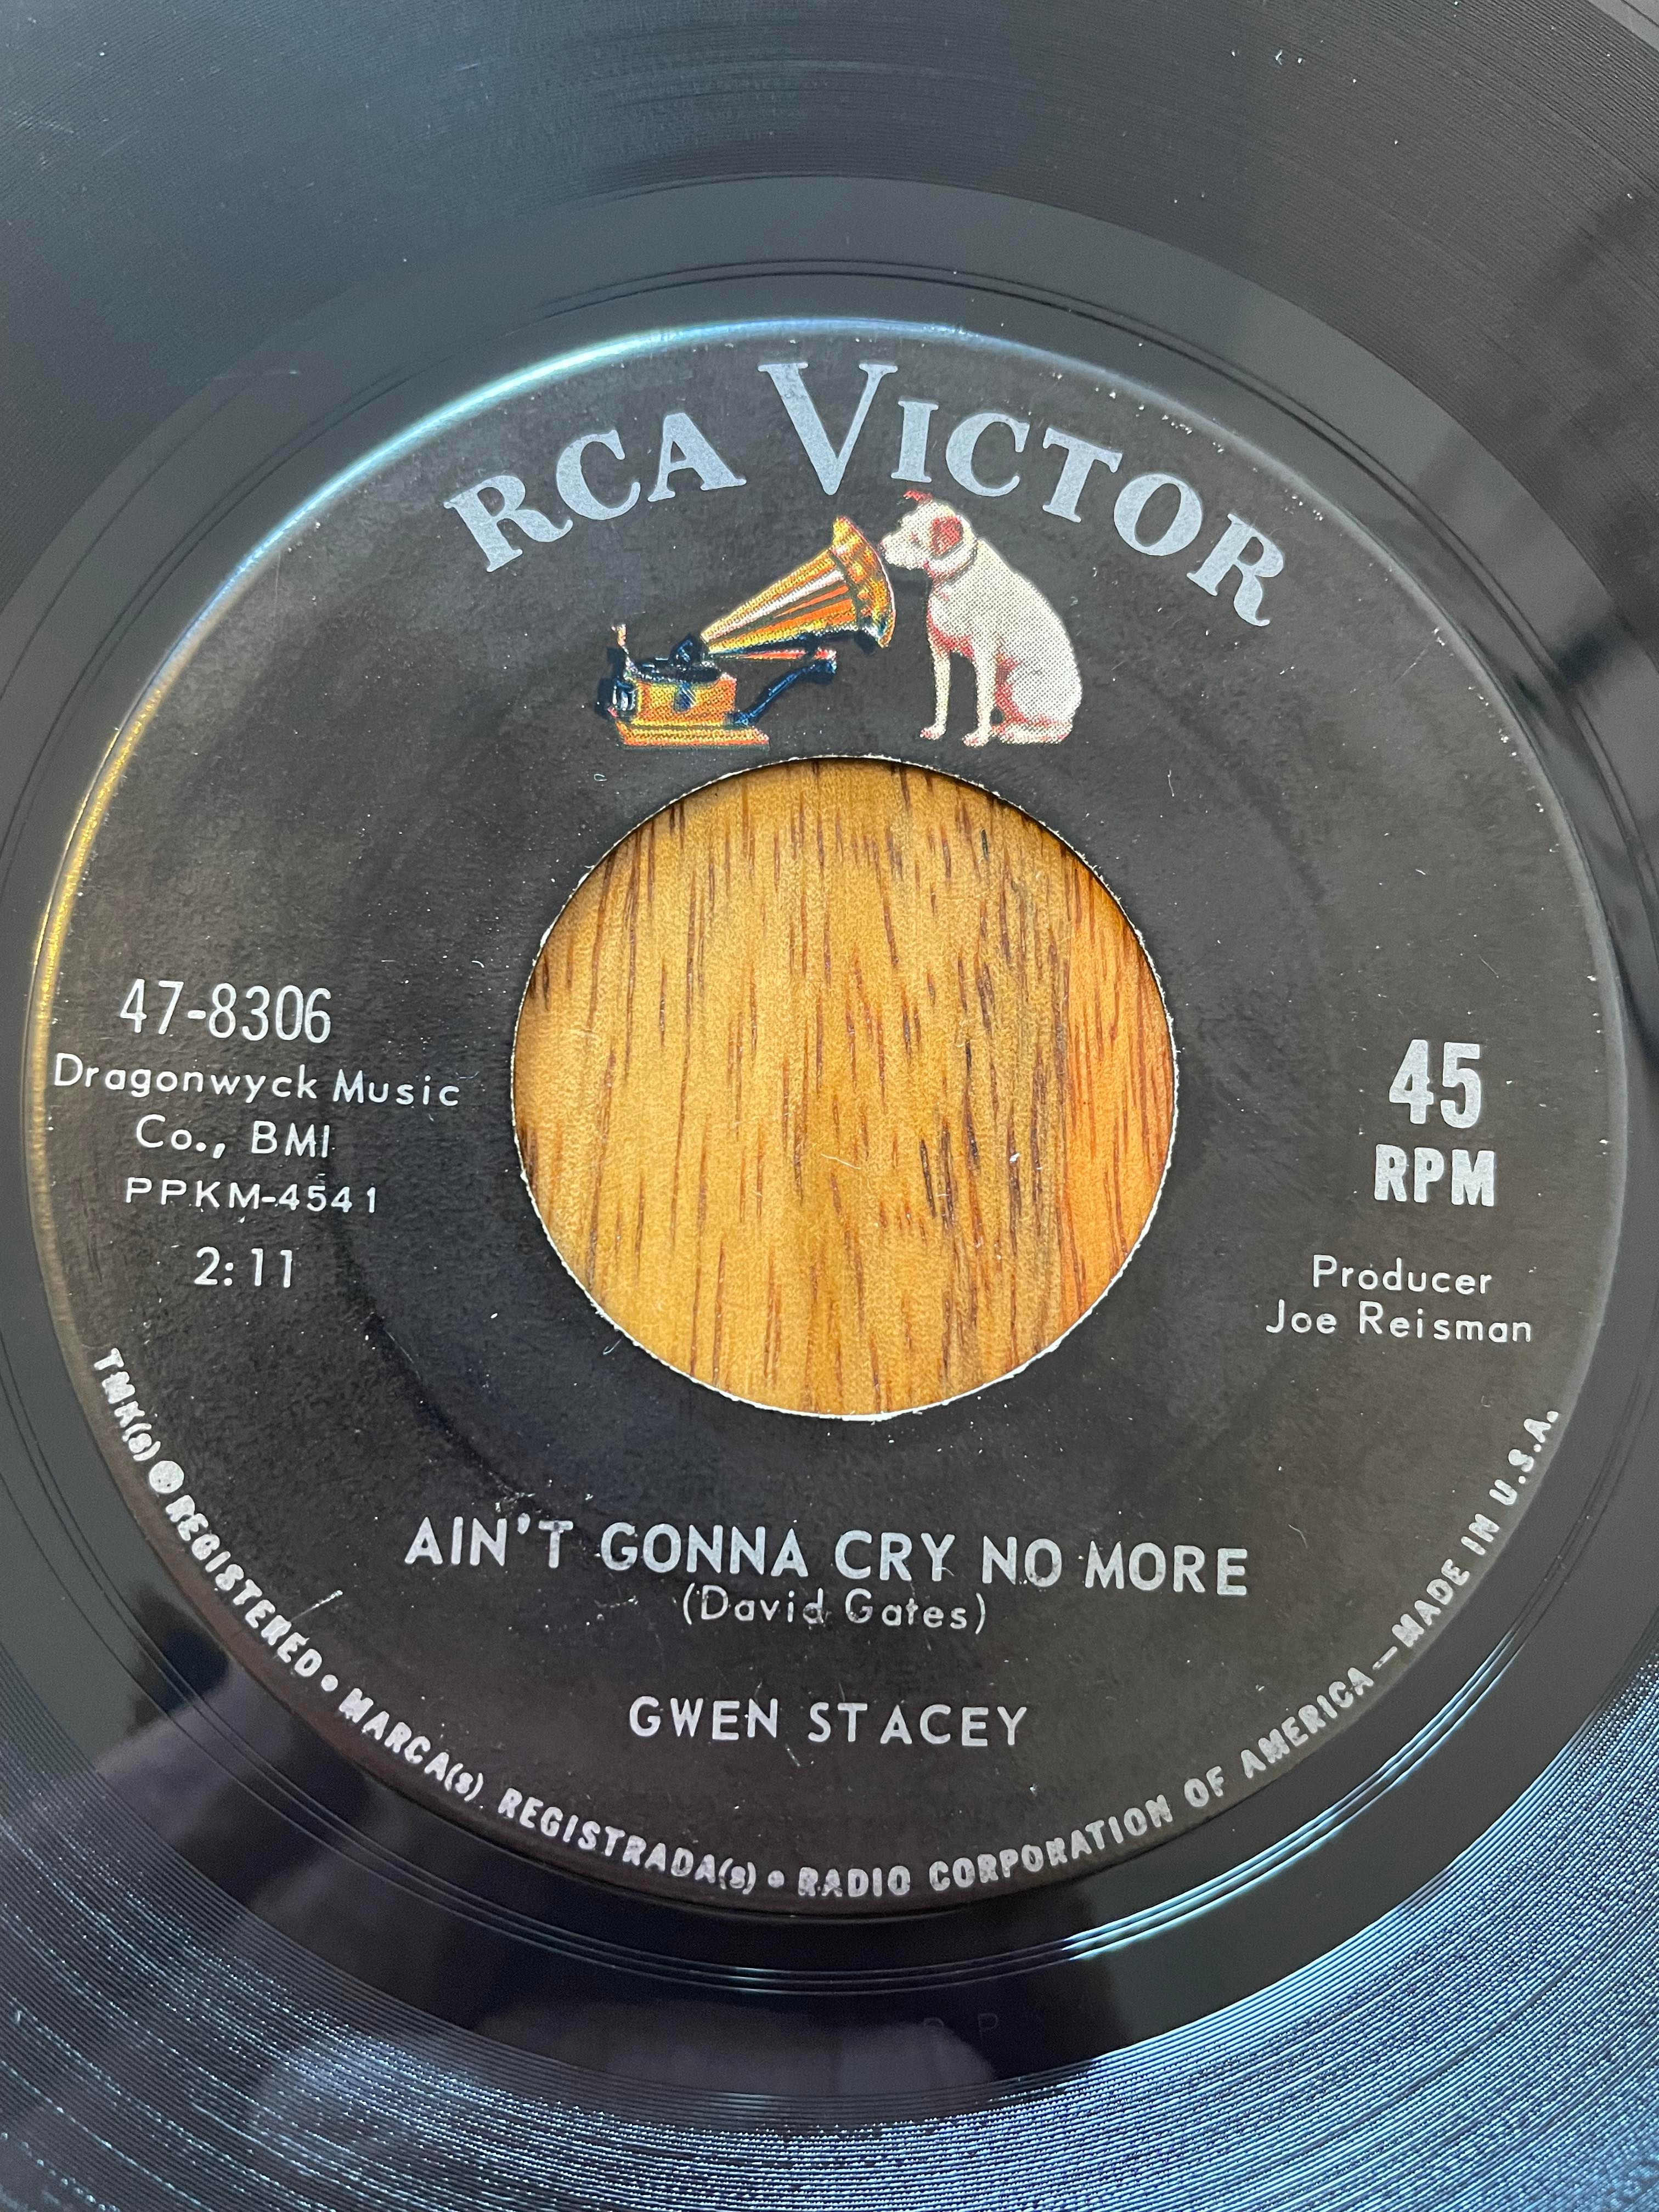 RCA VICTOR
47-8306
Dragonwyck Music
Co., BMI
PPKM-4541
2:11
45
RPM
Producer
Joe Reisman
AIN'T GONNA CRY NO MORE
(David Gates)
GWEN STACEY
TMK(s) ® REGISTERED • MARCA(s) REGISTRADA(s) • RADIO CORPORATION OF AMERICA — MADE IN U.S.A.